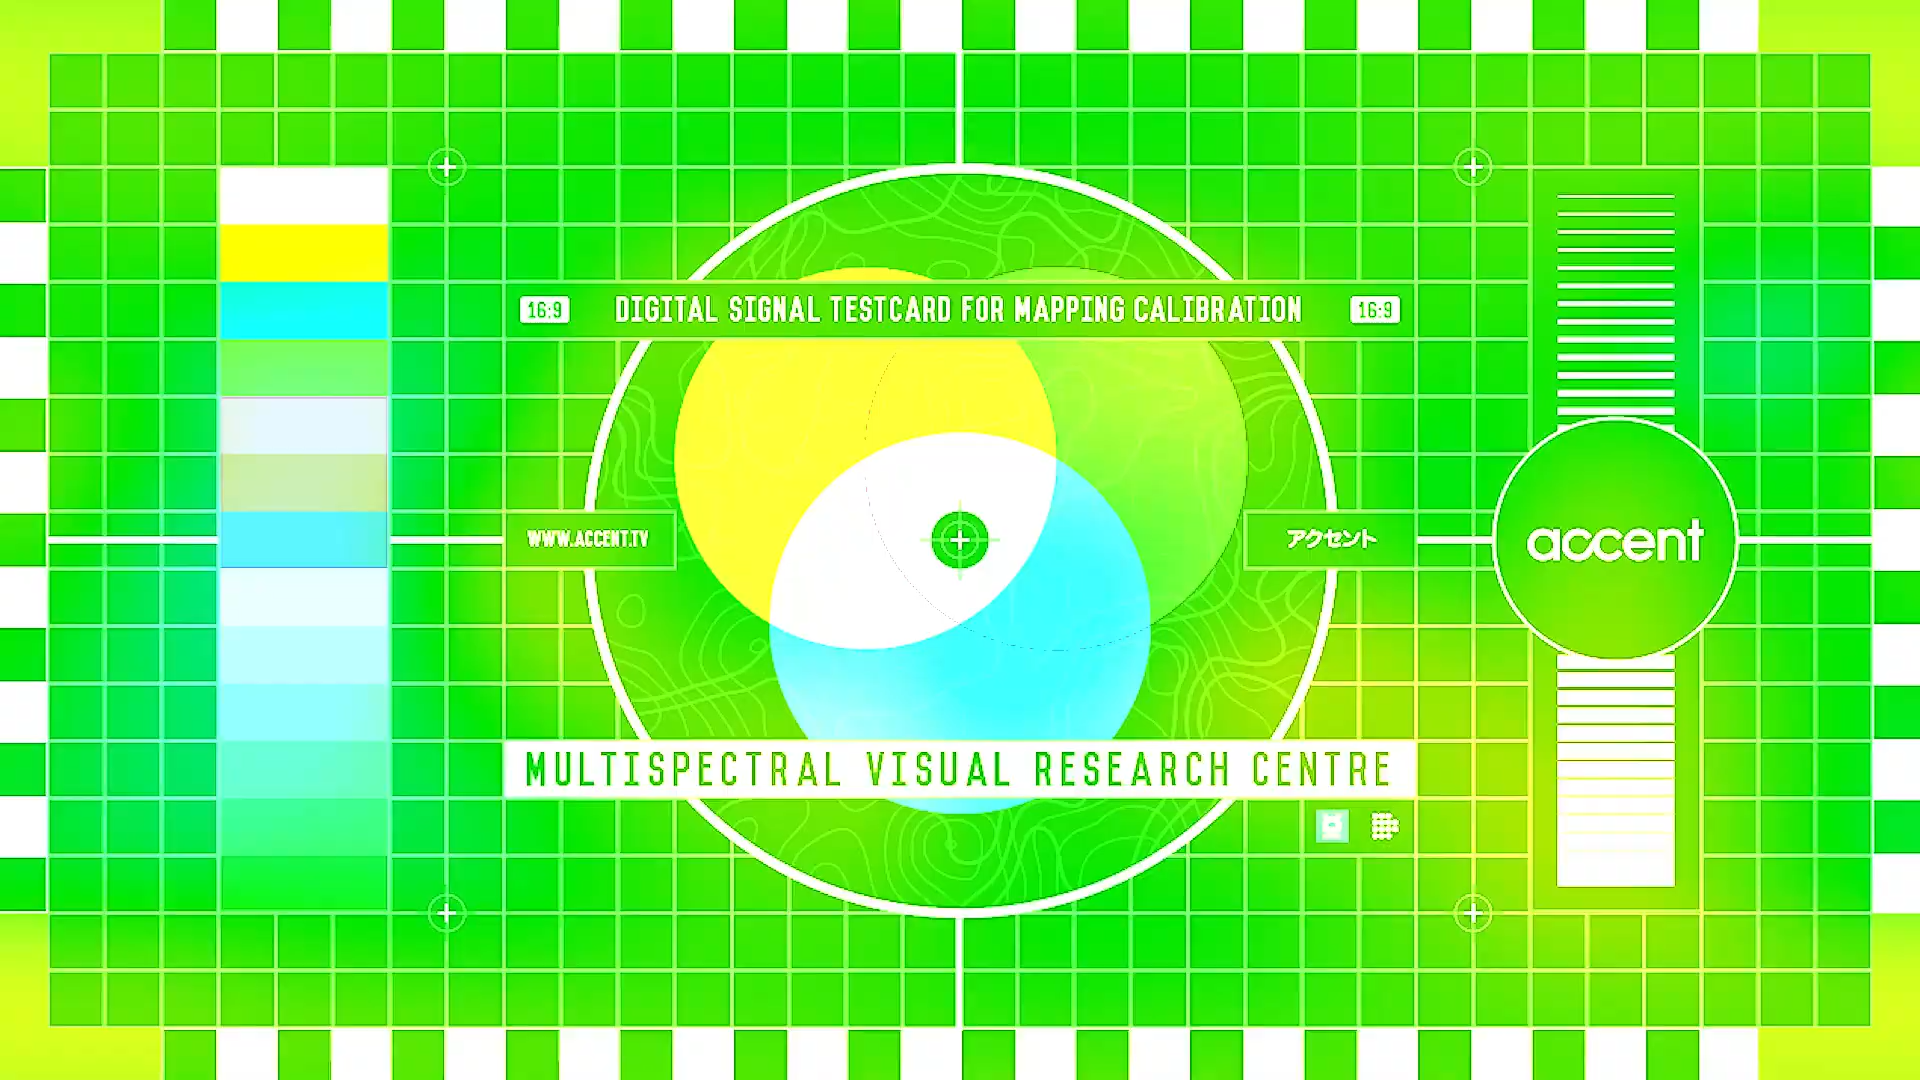 16:9 DIGITAL SIGNAL TESTCARD FOR MAPPING CALIBRATION 16:9
WWW.ACCENT.TV
アクセント
accent
MULTISPECTRAL VISUAL RESEARCH CENTRE